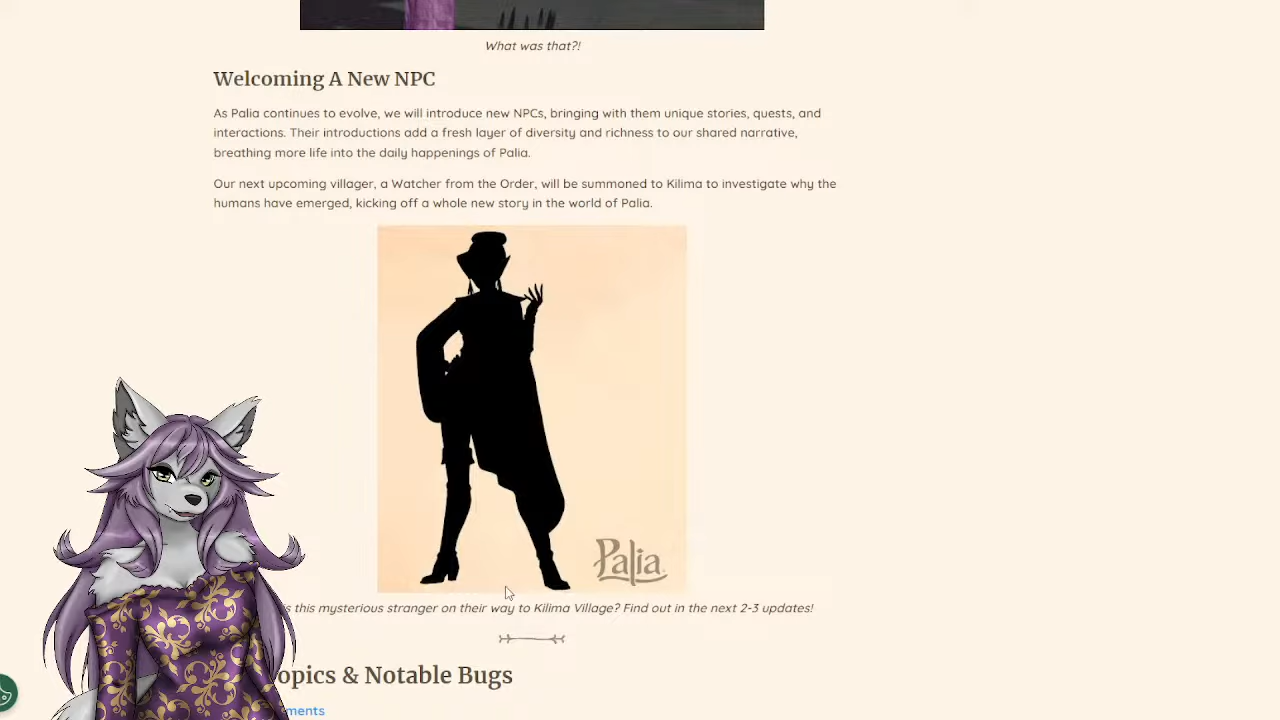 What was that?!
Welcoming A New NPC
As Palia continues to evolve, we will introduce new NPCs, bringing with them unique stories, quests, and
interactions. Their introductions add a fresh layer of diversity and richness to our shared narrative,
breathing more life into the daily happenings of Palia.
Our next upcoming villager, a Watcher from the Order, will be summoned to Kilima to investigate why the
humans have emerged, kicking off a whole new story in the world of Palia.
Palia
is this mysterious stranger on their way to Kilima Village? Find out in the next 2-3 updates!
opics & Notable Bugs
ments